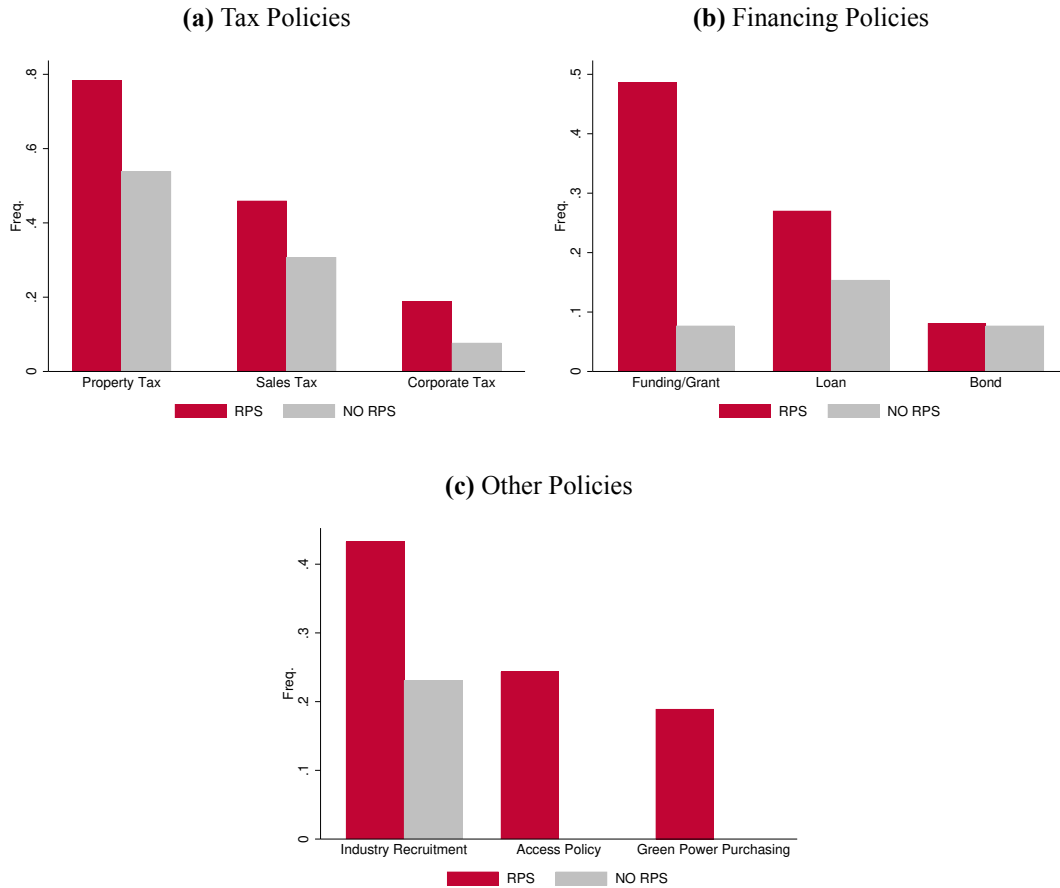 (a) Tax Policies
Freq.
0
.2
.4
.6
.8
Property Tax
Sales Tax
Corporate Tax
RPS
NO RPS
(b) Financing Policies
Freq.
0
.1
.2
.3
.4
.5
Funding/Grant
Loan
Bond
RPS
NO RPS
(c) Other Policies
Freq.
0
.1
.2
.3
.4
Industry Recruitment
Access Policy
Green Power Purchasing
RPS
NO RPS